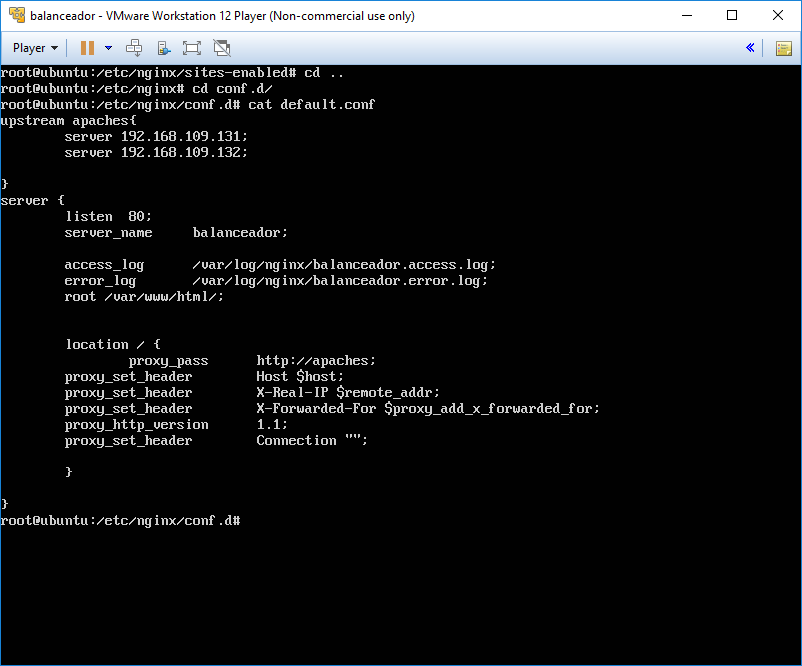 balanceador - VMware Workstation 12 Player (Non-commercial use only)
Player
root@ubuntu:/etc/nginx/sites-enabled# cd ..
root@ubuntu:/etc/nginx# cd conf.d/
root@ubuntu:/etc/nginx/conf.d# cat default.conf
upstream apaches{
        server 192.168.109.131;
        server 192.168.109.132;
}
server {
        listen  80;
        server_name     balanceador;
        access_log      /var/log/nginx/balanceador.access.log;
        error_log       /var/log/nginx/balanceador.error.log;
        root /var/www/html/;
        location / {
                proxy_pass      http://apaches;
        proxy_set_header        Host $host;
        proxy_set_header        X-Real-IP $remote_addr;
        proxy_set_header        X-Forwarded-For $proxy_add_x_forwarded_for;
        proxy_http_version      1.1;
        proxy_set_header        Connection "";
        }
}
root@ubuntu:/etc/nginx/conf.d#